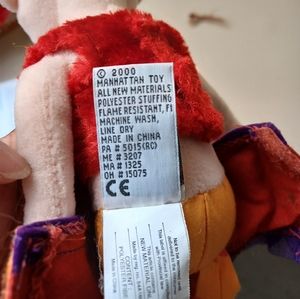 © 2000
MANHATTAN TOY
ALL NEW MATERIALS
POLYESTER STUFFING
FLAME RESISTANT, FI
MACHINE WASH,
LINE DRY
MADE IN CHINA
PA # 5015(RC)
ME # 3207
MA # 1325
OH # 15075
CE